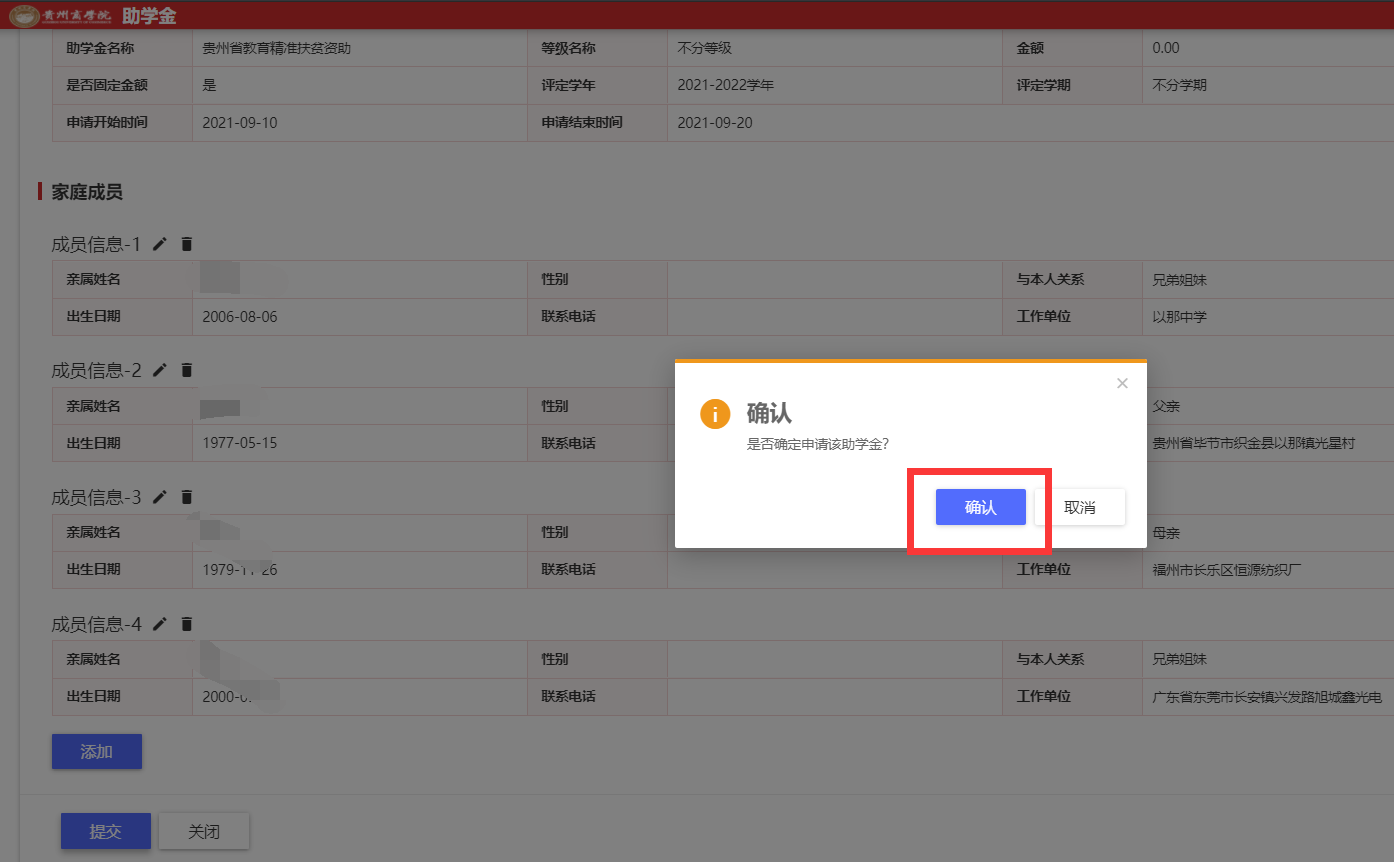 贵州商学院 助学金
助学金名称 贵州省教育精准扶贫资助 等级名称 不分等级 金额 0.00
是否固定金额 是 评定学年 2021-2022学年 评定学期 不分学期
申请开始时间 2021-09-10 申请结束时间 2021-09-20
家庭成员
成员信息-1
亲属姓名 性别 与本人关系 兄弟姐妹
出生日期 2006-08-06 联系电话 工作单位 以那中学
成员信息-2
亲属姓名 性别 父亲
出生日期 1977-05-15 联系电话 贵州省毕节市织金县以那镇光星村
确认
是否确定申请该助学金?
确认 取消
成员信息-3
亲属姓名 性别 母亲
出生日期 1979-11-26 联系电话 工作单位 福州市长乐区恒源纺织厂
成员信息-4
亲属姓名 性别 与本人关系 兄弟姐妹
出生日期 2000- 联系电话 工作单位 广东省东莞市长安镇兴发路旭城鑫光电
添加
提交 关闭